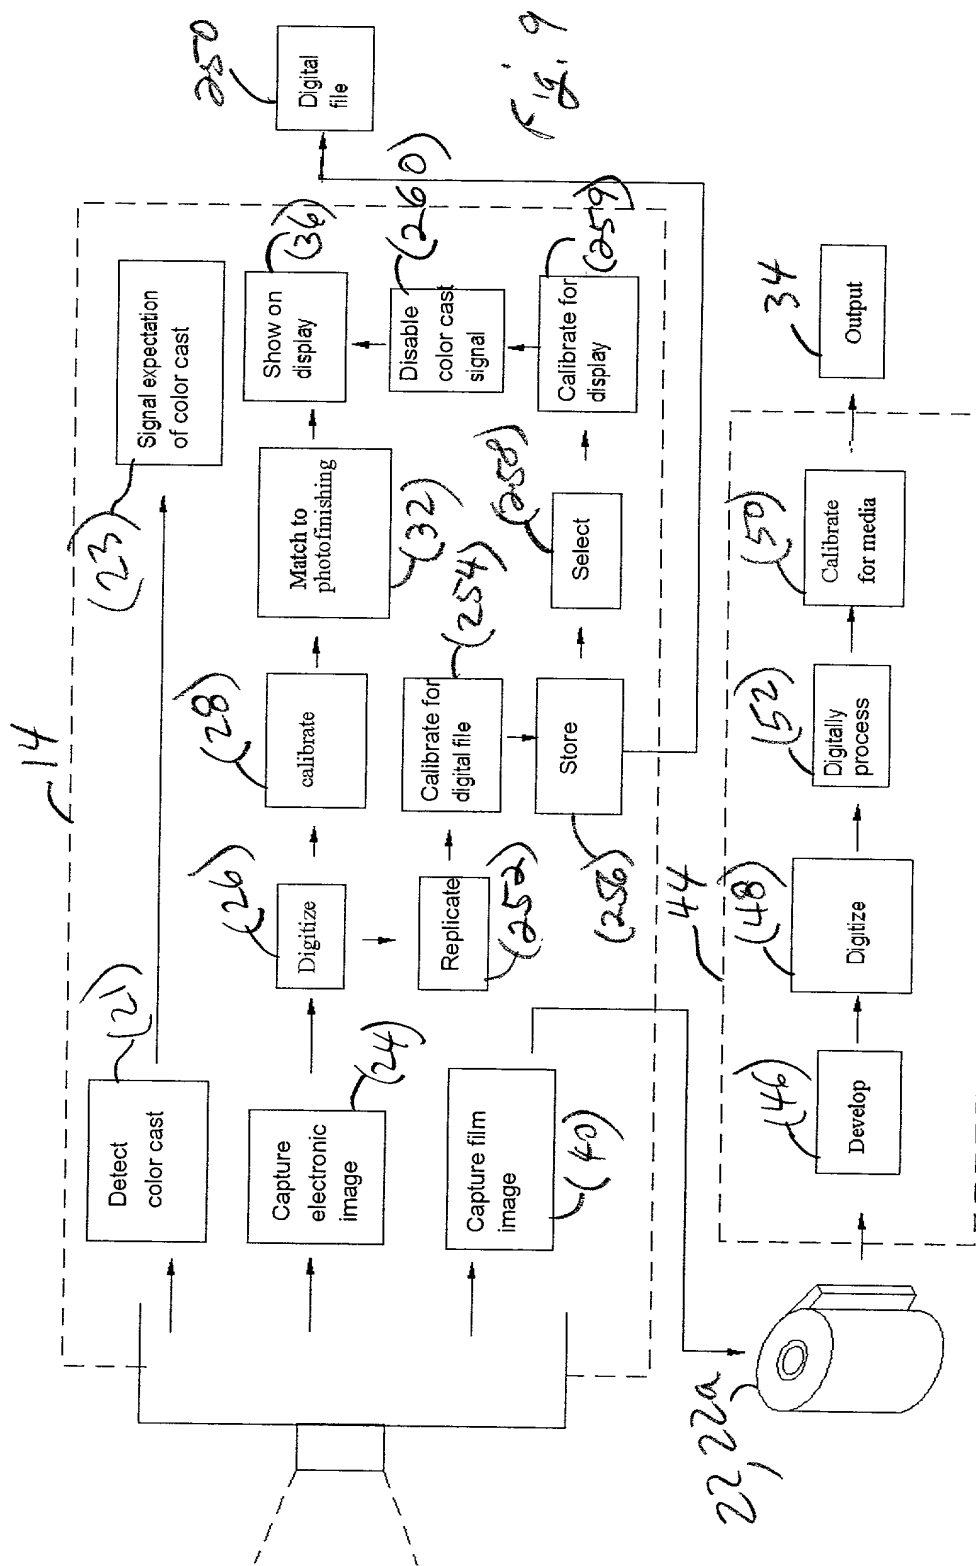 14
(21)
Detect
color cast
(23)
Signal expectation
of color cast
Capture
electronic
image
(24)
(26)
Digitize
(28)
calibrate
Match to
photofinishing
(32)
Show on
display
(36)
250
Digital
file
Replicate
(252)
Calibrate for
digital file
(254)
Disable
color cast
signal
(260)
Capture film
image
(40)
Store
(256)
Select
(258)
Calibrate for
display
(259)
Fig. 9
22, 22a
44
(46)
Develop
(48)
Digitize
(52)
Digitally
process
(50)
Calibrate
for media
34
Output